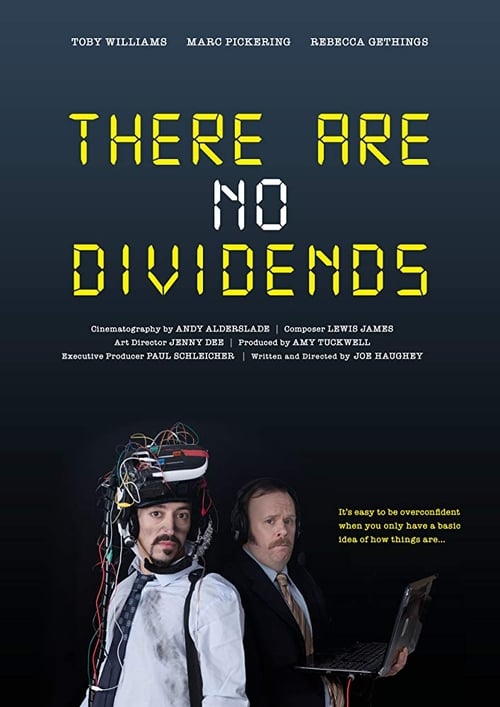 TOBY WILLIAMS MARC PICKERING REBECCA GETHINGS
THERE ARE
NO
DIVIDENDS
Cinematography by ANDY ALDERSLADE | Composer LEWIS JAMES
Art Director JENNY DEE | Produced by AMY TUCKWELL
Executive Producer PAUL SCHLEICHER | Written and Directed by JOE HAUGHEY
It's easy to be overconfident
when you only have a basic
idea of how things are...